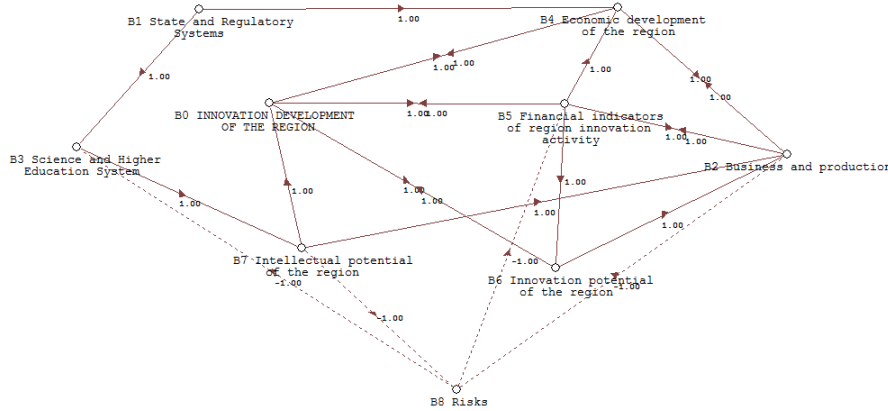 B1 State and Regulatory
Systems
1.00
B4 Economic development
of the region
1.00
1.00
1.00
1.00
1.00
1.00
B0 INNOVATION DEVELOPMENT
OF THE REGION
1.00
1.00
1.00
B5 Financial indicators
of region innovation
activity
1.00
1.00
B3 Science and Higher
Education System
B2 Business and production
1.00
1.00
1.00
1.00
1.00
1.00
1.00
B7 Intellectual potential
of the region
-1.00
-1.00
B6 Innovation potential
of the region
-1.00
-1.00
B8 Risks